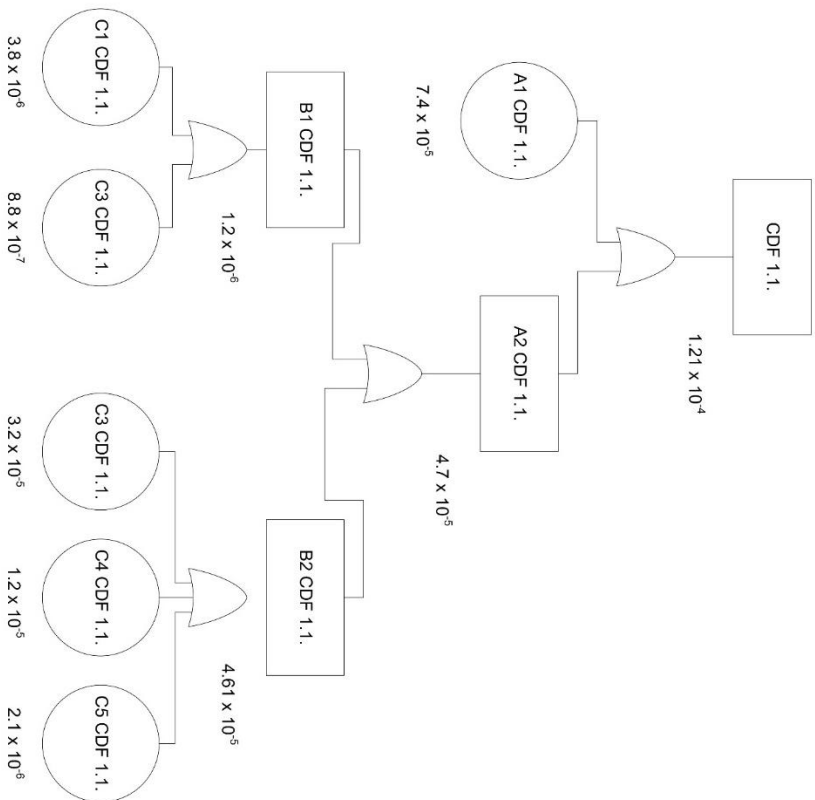 CDF 1.1.
1.21 x 10⁻⁴
A1 CDF 1.1.
A2 CDF 1.1.
7.4 x 10⁻⁵
4.7 x 10⁻⁵
B1 CDF 1.1.
B2 CDF 1.1.
1.2 x 10⁻⁶
4.61 x 10⁻⁵
C1 CDF 1.1.
C3 CDF 1.1.
C3 CDF 1.1.
C4 CDF 1.1.
C5 CDF 1.1.
3.8 x 10⁻⁶
8.8 x 10⁻⁷
3.2 x 10⁻⁵
1.2 x 10⁻⁵
2.1 x 10⁻⁶